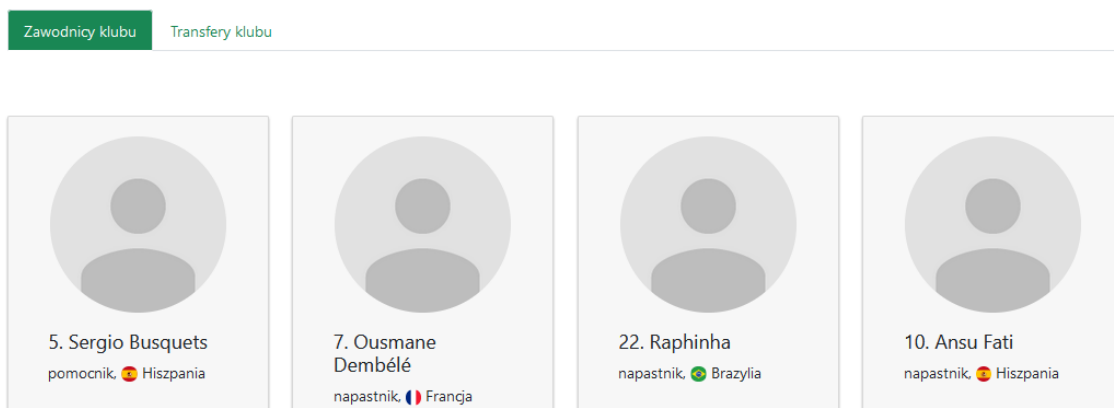 Zawodnicy klubu
Transfery klubu
5. Sergio Busquets
pomocnik, Hiszpania
7. Ousmane
Dembélé
napastnik, Francja
22. Raphinha
napastnik, Brazylia
10. Ansu Fati
napastnik, Hiszpania